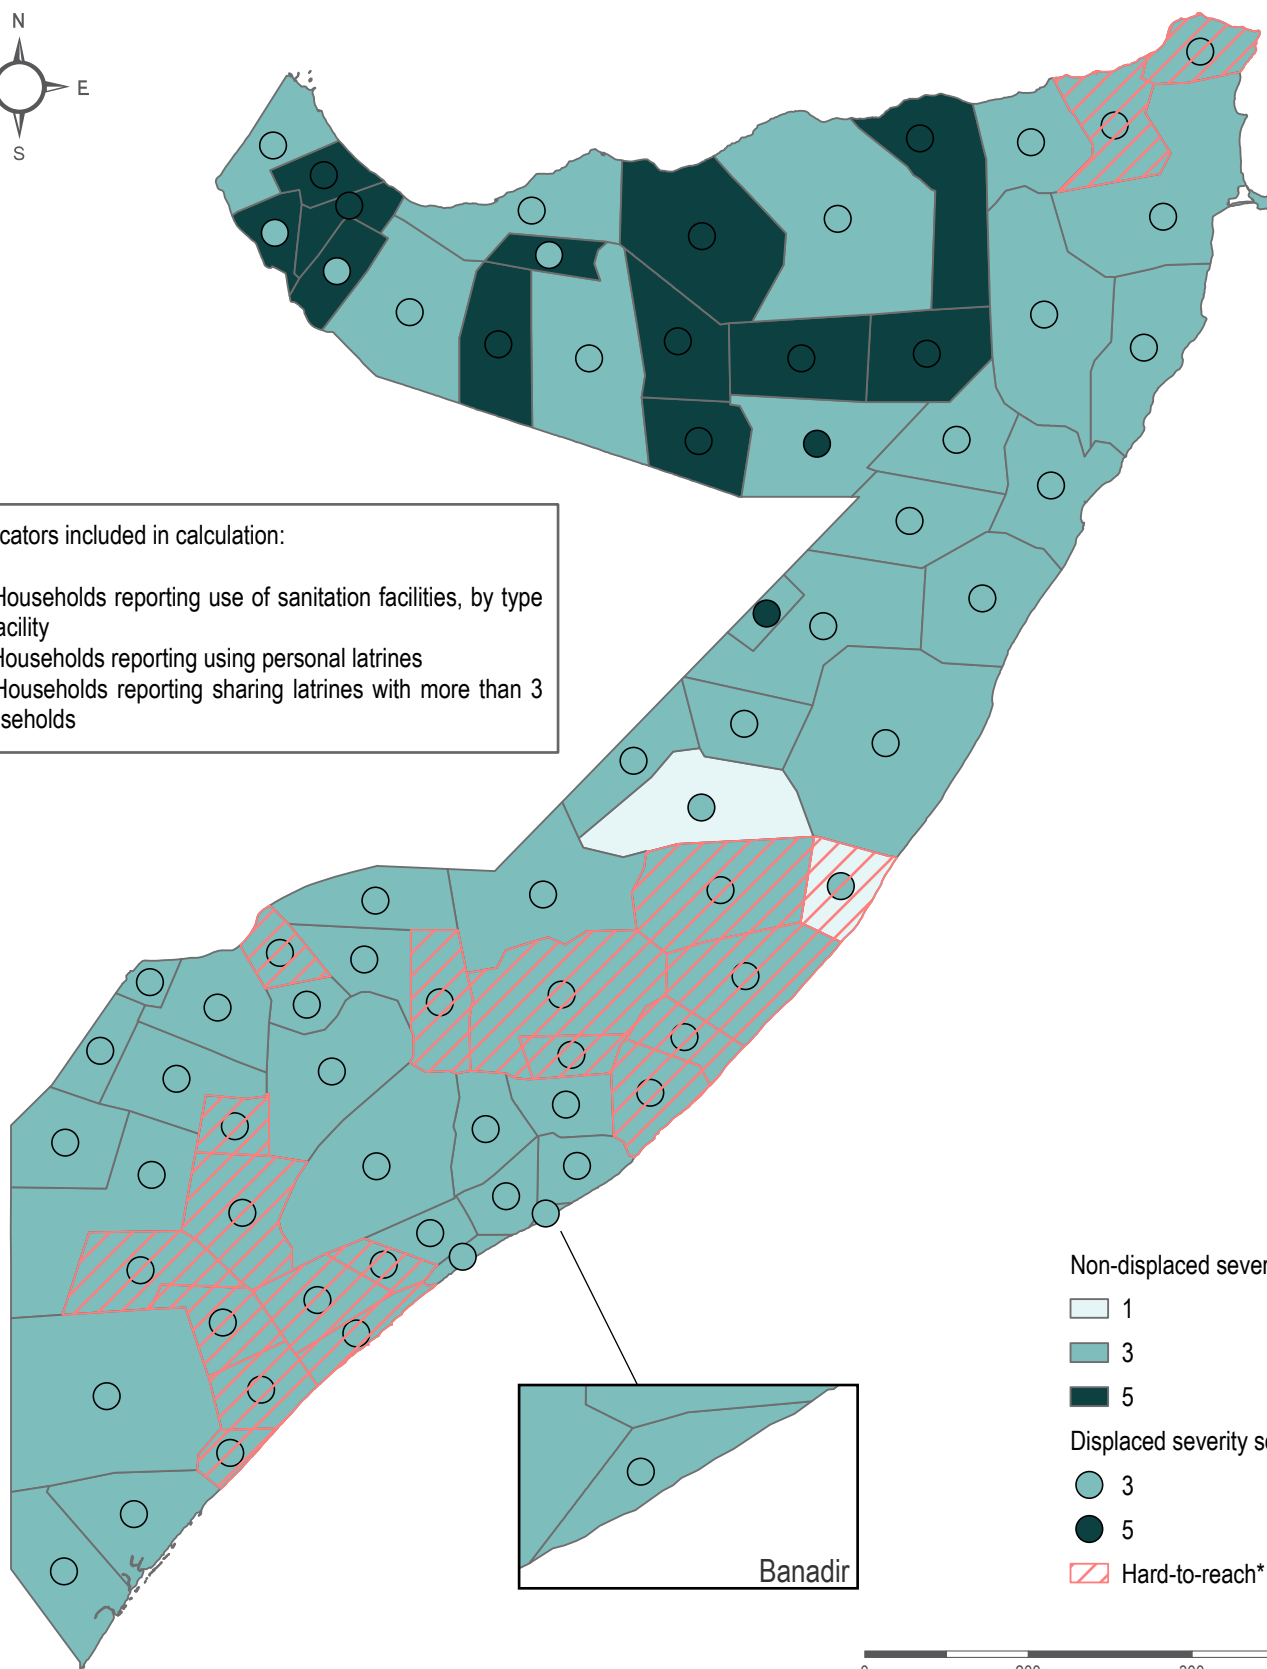 N
E
S
cators included in calculation:
Households reporting use of sanitation facilities, by type
acility
Households reporting using personal latrines
Households reporting sharing latrines with more than 3
seholds
Non-displaced sever
1
3
5
Displaced severity s
3
5
Hard-to-reach*
Banadir